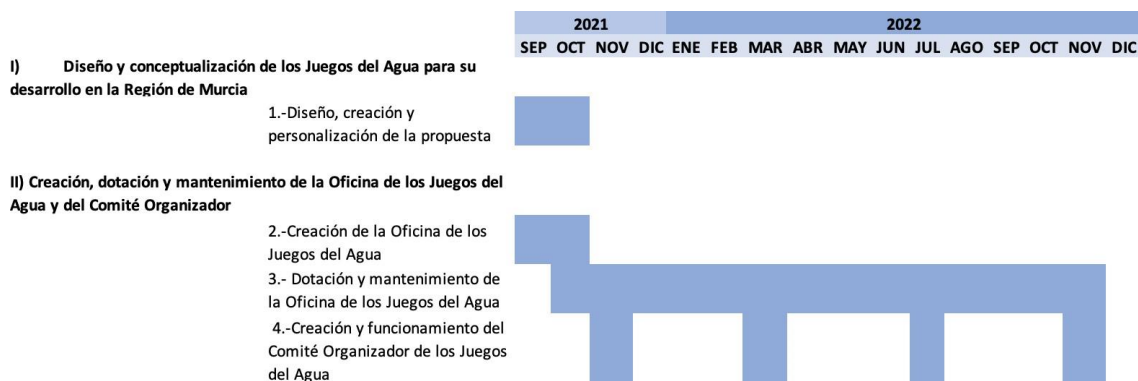 2021 2022
SEP OCT NOV DIC ENE FEB MAR ABR MAY JUN JUL AGO SEP OCT NOV DIC
I) Diseño y conceptualización de los Juegos del Agua para su
desarrollo en la Región de Murcia
1.-Diseño, creación y
personalización de la propuesta
II) Creación, dotación y mantenimiento de la Oficina de los Juegos del
Agua y del Comité Organizador
2.-Creación de la Oficina de los
Juegos del Agua
3.- Dotación y mantenimiento de
la Oficina de los Juegos del Agua
4.-Creación y funcionamiento del
Comité Organizador de los Juegos
del Agua